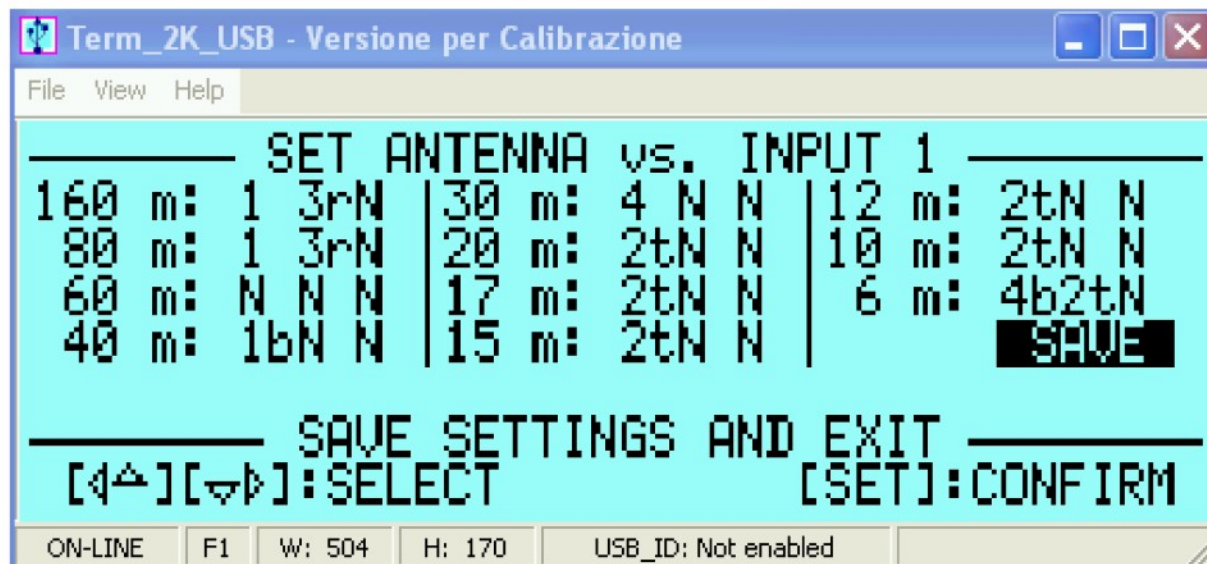 Term_2K_USB - Versione per Calibrazione
File View Help
SET ANTENNA vs. INPUT 1
160 m: 1 3rN |30 m: 4 N N |12 m: 2tN N
80 m: 1 3rN |20 m: 2tN N |10 m: 2tN N
60 m: N N N |17 m: 2tN N | 6 m: 4b2tN
40 m: 1bN N |15 m: 2tN N | SAVE
SAVE SETTINGS AND EXIT
[◁△][▽▷]:SELECT [SET]:CONFIRM
ON-LINE F1 W: 504 H: 170 USB_ID: Not enabled